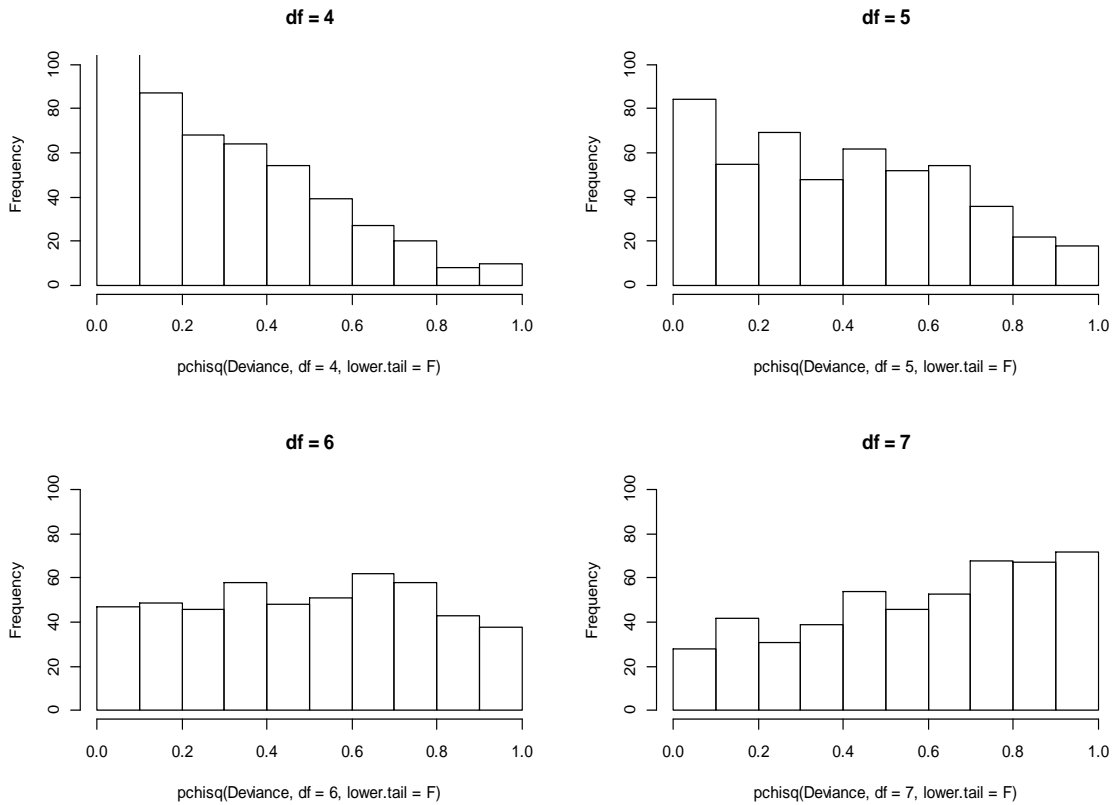 df = 4
Frequency
0 20 40 60 80 100
0.0 0.2 0.4 0.6 0.8 1.0
pchisq(Deviance, df = 4, lower.tail = F)
df = 5
Frequency
0 20 40 60 80 100
0.0 0.2 0.4 0.6 0.8 1.0
pchisq(Deviance, df = 5, lower.tail = F)
df = 6
Frequency
0 20 40 60 80 100
0.0 0.2 0.4 0.6 0.8 1.0
pchisq(Deviance, df = 6, lower.tail = F)
df = 7
Frequency
0 20 40 60 80 100
0.0 0.2 0.4 0.6 0.8 1.0
pchisq(Deviance, df = 7, lower.tail = F)